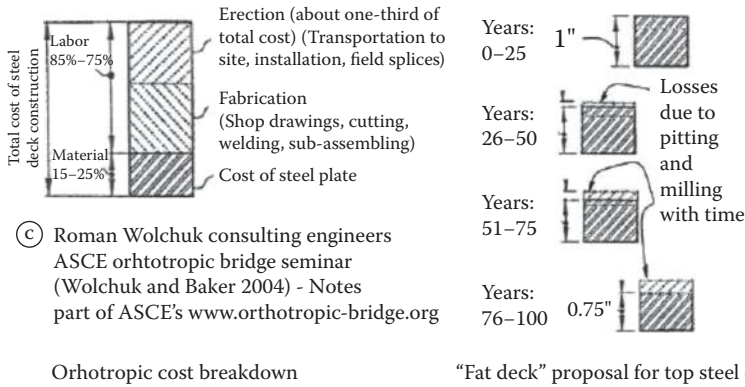 Total cost of steel
deck construction
Labor
85%–75%
Material
15–25%
Erection (about one-third of
total cost) (Transportation to
site, installation, field splices)
Fabrication
(Shop drawings, cutting,
welding, sub-assembling)
Cost of steel plate
c Roman Wolchuk consulting engineers
ASCE orhtotropic bridge seminar
(Wolchuk and Baker 2004) - Notes
part of ASCE's www.orthotropic-bridge.org
Orhotropic cost breakdown
Years:
0–25
1"
Years:
26–50
Losses
due to
pitting
and
milling
with time
Years:
51–75
Years:
76–100
0.75"
“Fat deck” proposal for top steel